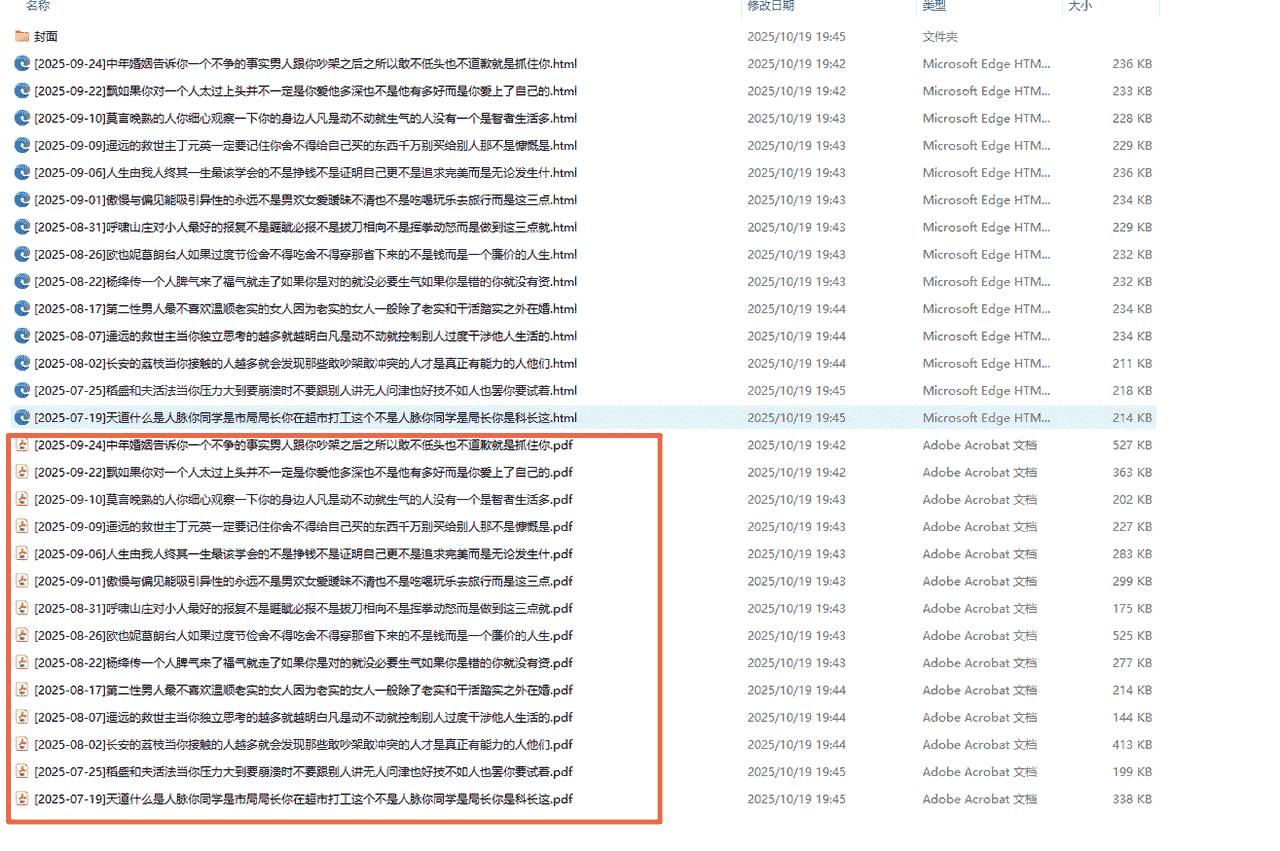 名称 修改日期 类型 大小
封面 2025/10/19 19:45 文件夹
[2025-09-24]中年婚姻告诉你一个不争的事实男人跟你吵架之后之所以敢不低头也不道歉就是抓住你.html 2025/10/19 19:42 Microsoft Edge HTM... 236 KB
[2025-09-22]飘如果你对一个人太过上头并不一定是你爱他多深也不是他有多好而是你爱上了自己的.html 2025/10/19 19:42 Microsoft Edge HTM... 233 KB
[2025-09-10]莫言晚熟的人你细心观察一下你的身边人凡是动不动就生气的人没有一个是智者生活多.html 2025/10/19 19:43 Microsoft Edge HTM... 228 KB
[2025-09-09]遥远的救世主丁元英一定要记住你舍不得给自己买的东西千万别买给别人那不是慷慨是.html 2025/10/19 19:43 Microsoft Edge HTM... 229 KB
[2025-09-06]人生由我人终其一生最该学会的不是挣钱不是证明自己更不是追求完美而是无论发生什.html 2025/10/19 19:43 Microsoft Edge HTM... 236 KB
[2025-09-01]傲慢与偏见能吸引异性的永远不是男欢女爱暧昧不清也不是吃喝玩乐去旅行而是这三点.html 2025/10/19 19:43 Microsoft Edge HTM... 234 KB
[2025-08-31]呼啸山庄对小人最好的报复不是睚眦必报不是拔刀相向不是挥拳动怒而是做到这三点就.html 2025/10/19 19:43 Microsoft Edge HTM... 229 KB
[2025-08-26]欧也妮葛朗台人如果过度节俭舍不得吃舍不得穿那省下来的不是钱而是一个廉价的人生.html 2025/10/19 19:43 Microsoft Edge HTM... 232 KB
[2025-08-22]杨绛传一个人脾气来了福气就走了如果你是对的就没必要生气如果你是错的你就没有资.html 2025/10/19 19:43 Microsoft Edge HTM... 232 KB
[2025-08-17]第二性男人最不喜欢温顺老实的女人因为老实的女人一般除了老实和干活踏实之外在婚.html 2025/10/19 19:44 Microsoft Edge HTM... 234 KB
[2025-08-07]遥远的救世主当你独立思考的越多就越明白凡是动不动就控制别人过度干涉他人生活的.html 2025/10/19 19:44 Microsoft Edge HTM... 234 KB
[2025-08-02]长安的荔枝当你接触的人越多就会发现那些敢吵架敢冲突的人才是真正有能力的人他们.html 2025/10/19 19:44 Microsoft Edge HTM... 211 KB
[2025-07-25]稻盛和夫活法当你压力大到要崩溃时不要跟别人讲无人问津也好技不如人也罢你要试着.html 2025/10/19 19:45 Microsoft Edge HTM... 218 KB
[2025-07-19]天道什么是人脉你同学是市局局长你在超市打工这个不是人脉你同学是局长你是科长这.html 2025/10/19 19:45 Microsoft Edge HTM... 214 KB
[2025-09-24]中年婚姻告诉你一个不争的事实男人跟你吵架之后之所以敢不低头也不道歉就是抓住你.pdf 2025/10/19 19:42 Adobe Acrobat 文档 527 KB
[2025-09-22]飘如果你对一个人太过上头并不一定是你爱他多深也不是他有多好而是你爱上了自己的.pdf 2025/10/19 19:42 Adobe Acrobat 文档 363 KB
[2025-09-10]莫言晚熟的人你细心观察一下你的身边人凡是动不动就生气的人没有一个是智者生活多.pdf 2025/10/19 19:43 Adobe Acrobat 文档 202 KB
[2025-09-09]遥远的救世主丁元英一定要记住你舍不得给自己买的东西千万别买给别人那不是慷慨是.pdf 2025/10/19 19:43 Adobe Acrobat 文档 227 KB
[2025-09-06]人生由我人终其一生最该学会的不是挣钱不是证明自己更不是追求完美而是无论发生什.pdf 2025/10/19 19:43 Adobe Acrobat 文档 283 KB
[2025-09-01]傲慢与偏见能吸引异性的永远不是男欢女爱暧昧不清也不是吃喝玩乐去旅行而是这三点.pdf 2025/10/19 19:43 Adobe Acrobat 文档 299 KB
[2025-08-31]呼啸山庄对小人最好的报复不是睚眦必报不是拔刀相向不是挥拳动怒而是做到这三点就.pdf 2025/10/19 19:43 Adobe Acrobat 文档 175 KB
[2025-08-26]欧也妮葛朗台人如果过度节俭舍不得吃舍不得穿那省下来的不是钱而是一个廉价的人生.pdf 2025/10/19 19:43 Adobe Acrobat 文档 525 KB
[2025-08-22]杨绛传一个人脾气来了福气就走了如果你是对的就没必要生气如果你是错的你就没有资.pdf 2025/10/19 19:43 Adobe Acrobat 文档 277 KB
[2025-08-17]第二性男人最不喜欢温顺老实的女人因为老实的女人一般除了老实和干活踏实之外在婚.pdf 2025/10/19 19:44 Adobe Acrobat 文档 214 KB
[2025-08-07]遥远的救世主当你独立思考的越多就越明白凡是动不动就控制别人过度干涉他人生活的.pdf 2025/10/19 19:44 Adobe Acrobat 文档 144 KB
[2025-08-02]长安的荔枝当你接触的人越多就会发现那些敢吵架敢冲突的人才是真正有能力的人他们.pdf 2025/10/19 19:44 Adobe Acrobat 文档 413 KB
[2025-07-25]稻盛和夫活法当你压力大到要崩溃时不要跟别人讲无人问津也好技不如人也罢你要试着.pdf 2025/10/19 19:45 Adobe Acrobat 文档 199 KB
[2025-07-19]天道什么是人脉你同学是市局局长你在超市打工这个不是人脉你同学是局长你是科长这.pdf 2025/10/19 19:45 Adobe Acrobat 文档 338 KB